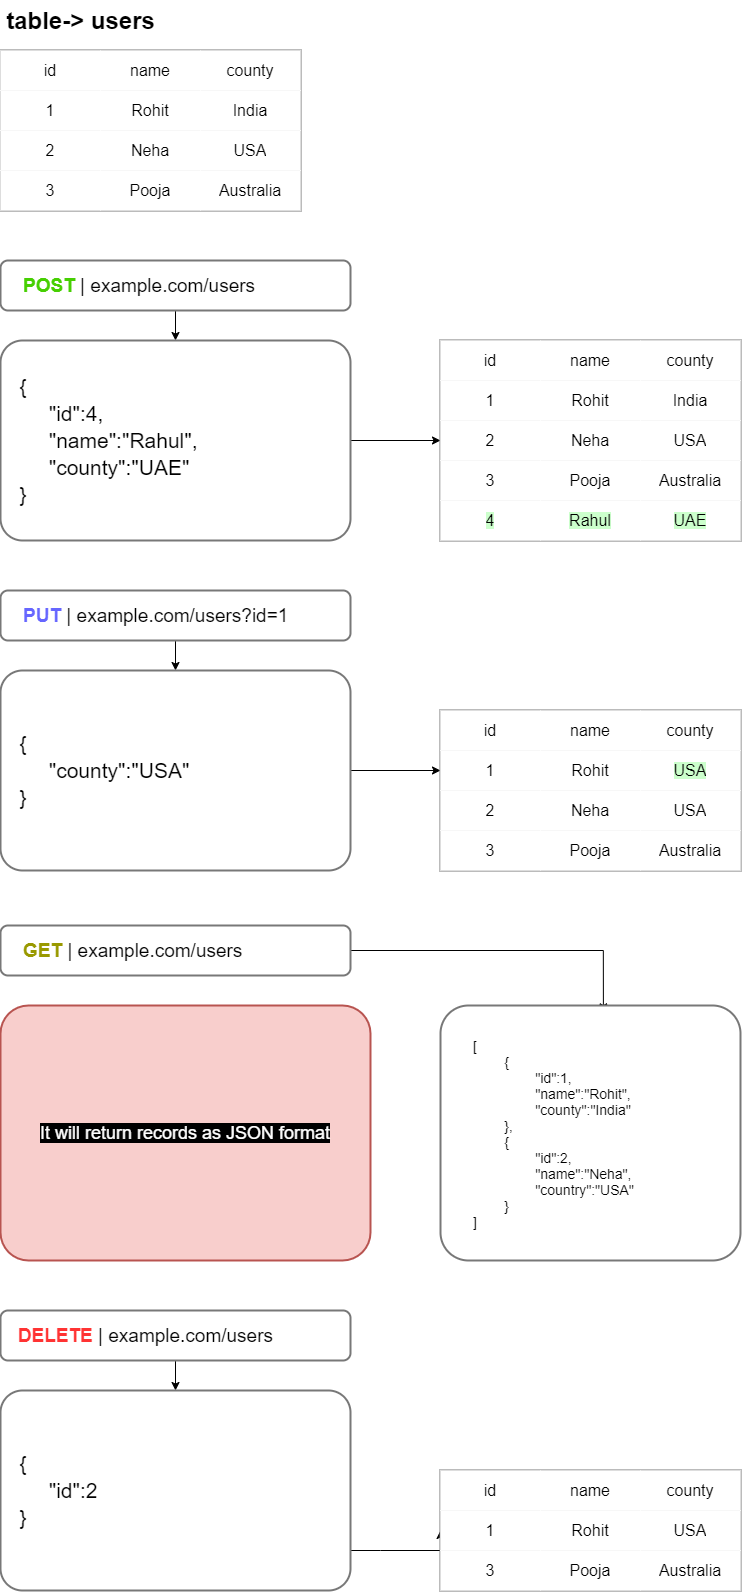 table-> users
id name county
1 Rohit India
2 Neha USA
3 Pooja Australia
POST | example.com/users
{
"id":4,
"name":"Rahul",
"county":"UAE"
}
id name county
1 Rohit India
2 Neha USA
3 Pooja Australia
4 Rahul UAE
PUT | example.com/users?id=1
{
"county":"USA"
}
id name county
1 Rohit USA
2 Neha USA
3 Pooja Australia
GET | example.com/users
It will return records as JSON format
[
{
"id":1,
"name":"Rohit",
"county":"India"
},
{
"id":2,
"name":"Neha",
"country":"USA"
}
]
DELETE | example.com/users
{
"id":2
}
id name county
1 Rohit USA
3 Pooja Australia